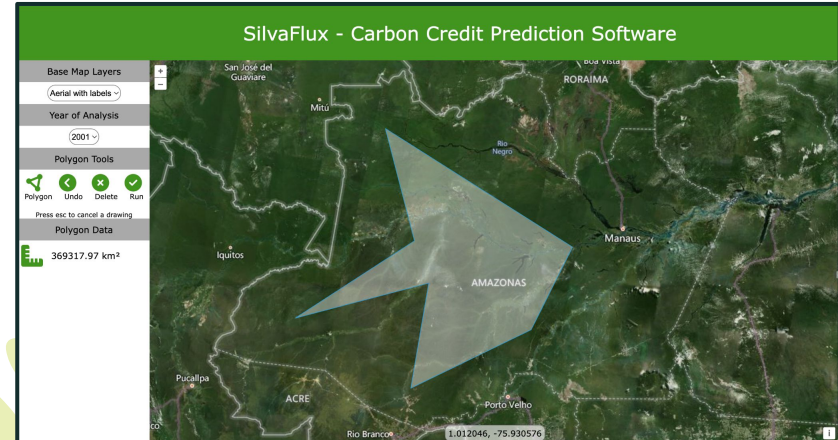 SilvaFlux - Carbon Credit Prediction Software
Base Map Layers
Aerial with labels
Year of Analysis
2001
Polygon Tools
Polygon Undo Delete Run
Press esc to cancel a drawing
Polygon Data
369317.97 km²
+
−
San José del
Guaviare
Boa Vista
RORAIMA
Mitú
Rio
Negro
Manaus
Iquitos
AMAZONAS
Pucallpa
ACRE
Porto Velho
co
Rio Branco
1.012046, -75.930576
i